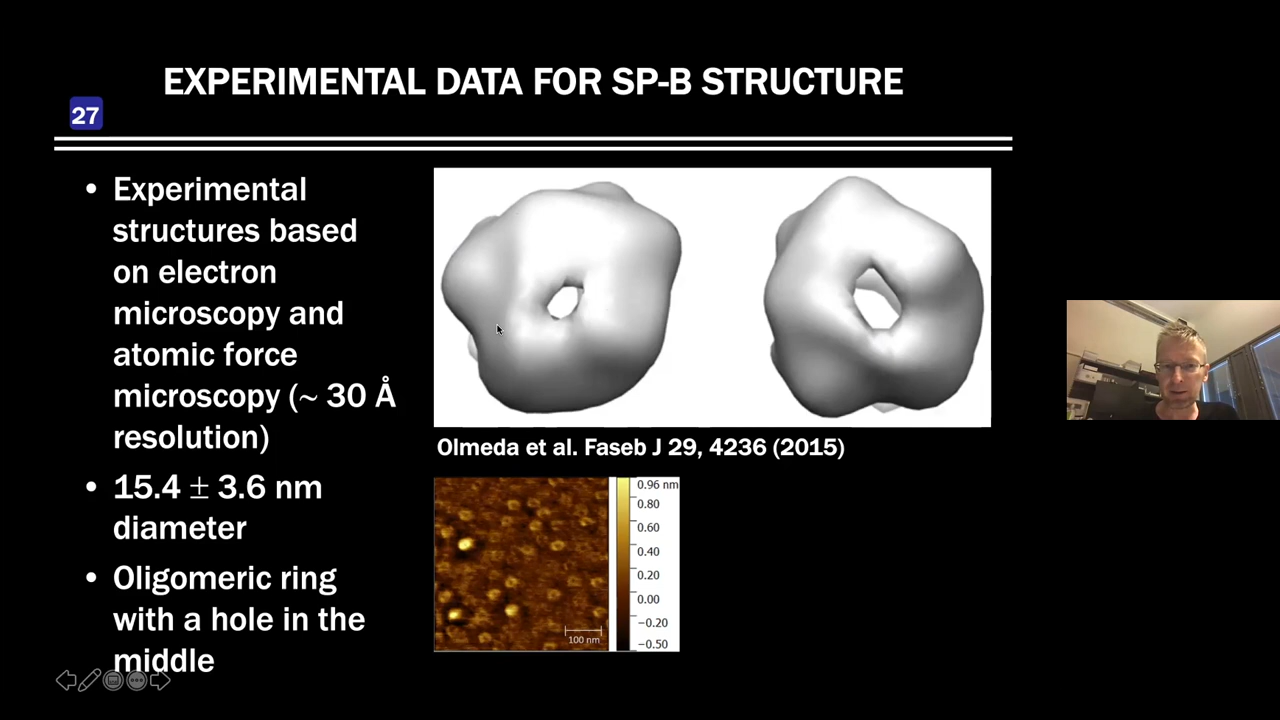 EXPERIMENTAL DATA FOR SP-B STRUCTURE
27
• Experimental
structures based
on electron
microscopy and
atomic force
microscopy (~ 30 Å
resolution)
• 15.4 ± 3.6 nm
diameter
• Oligomeric ring
with a hole in the
middle
Olmeda et al. Faseb J 29, 4236 (2015)
0.96 nm
0.80
0.60
0.40
0.20
0.00
−0.20
−0.50
100 nm